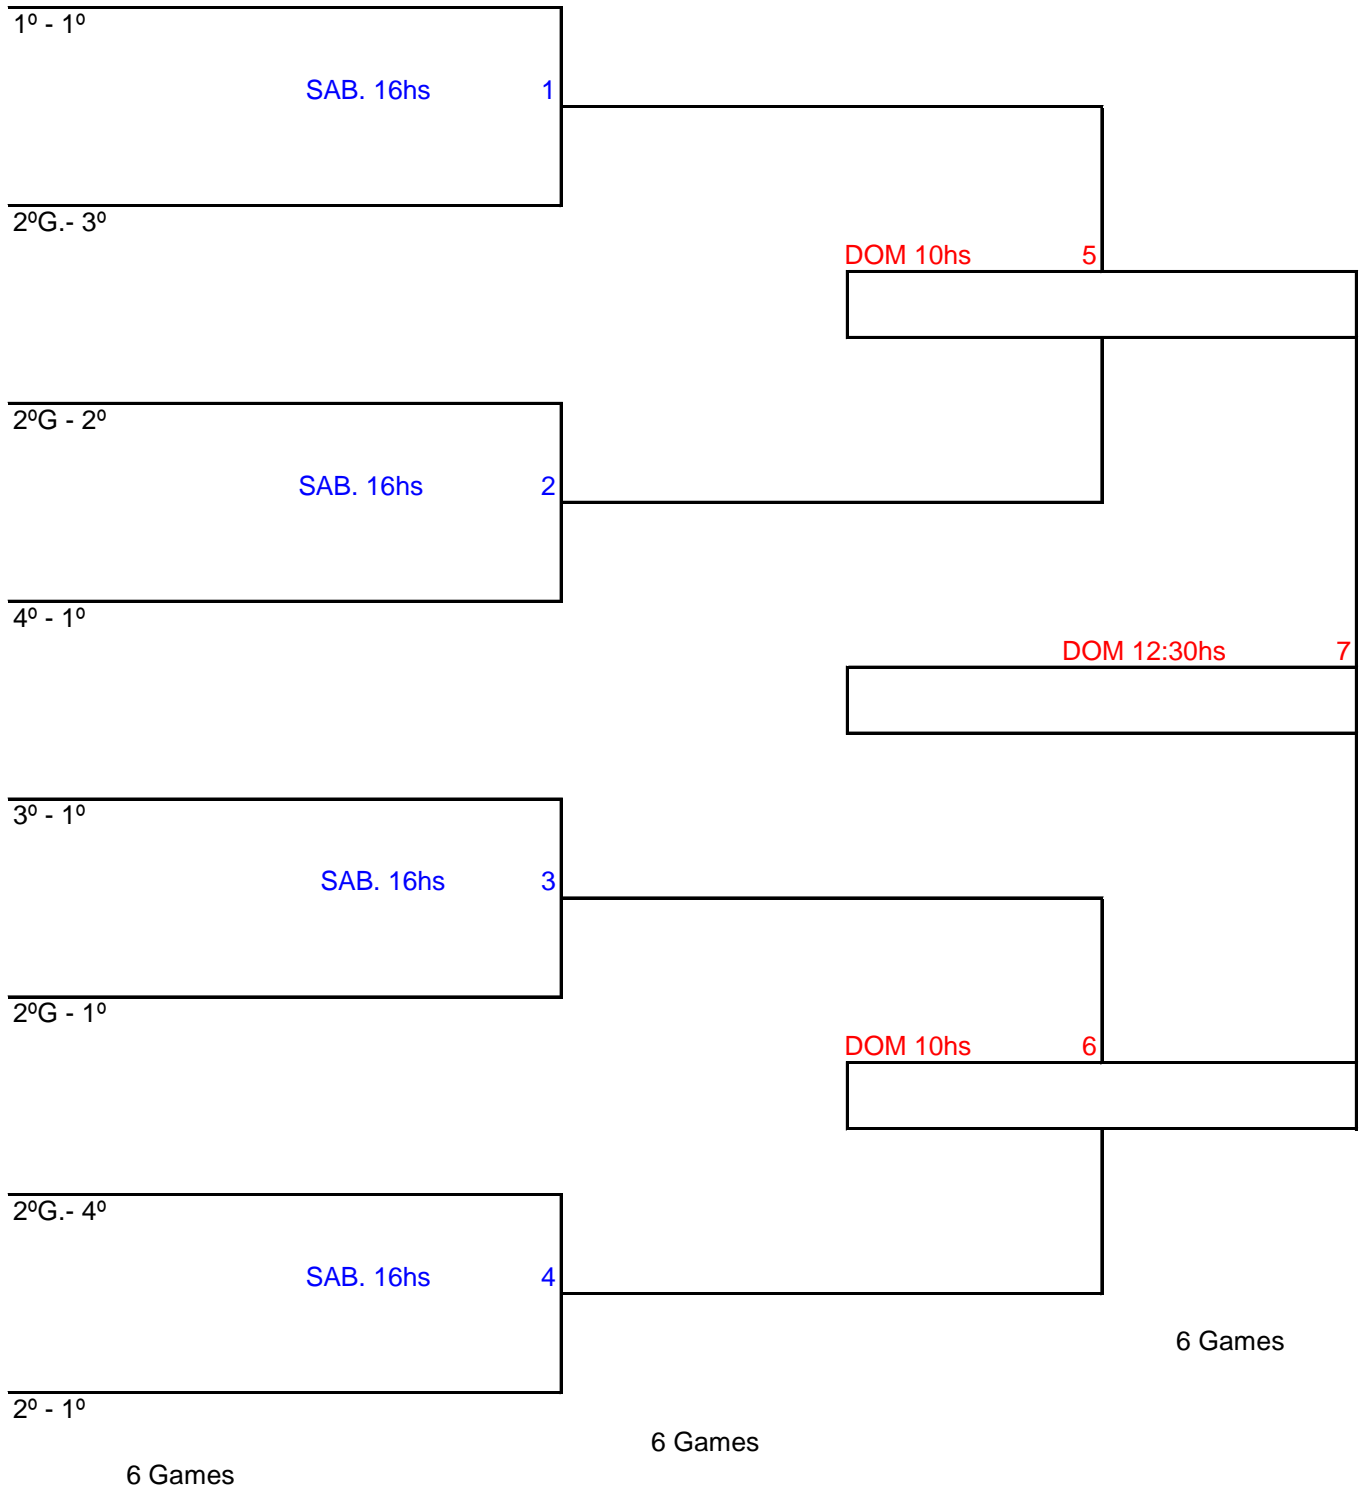 1º - 1º
SAB. 16hs 1
2ºG.- 3º
DOM 10hs 5
2ºG - 2º
SAB. 16hs 2
4º - 1º
DOM 12:30hs 7
3º - 1º
SAB. 16hs 3
2ºG - 1º
DOM 10hs 6
2ºG.- 4º
SAB. 16hs 4
6 Games
2º - 1º
6 Games
6 Games